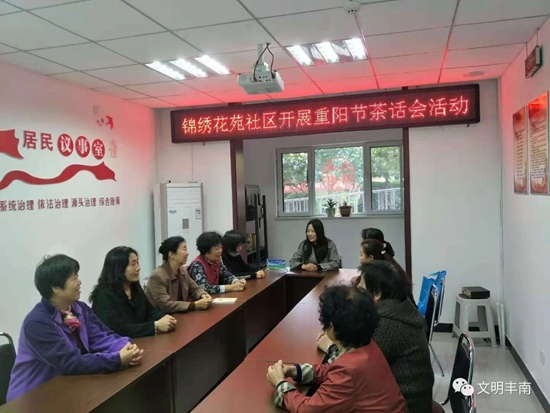 锦绣花苑社区开展重阳节茶话会活动
居民议事室
系统治理 依法治理 源头治理 综合施策
文明丰南